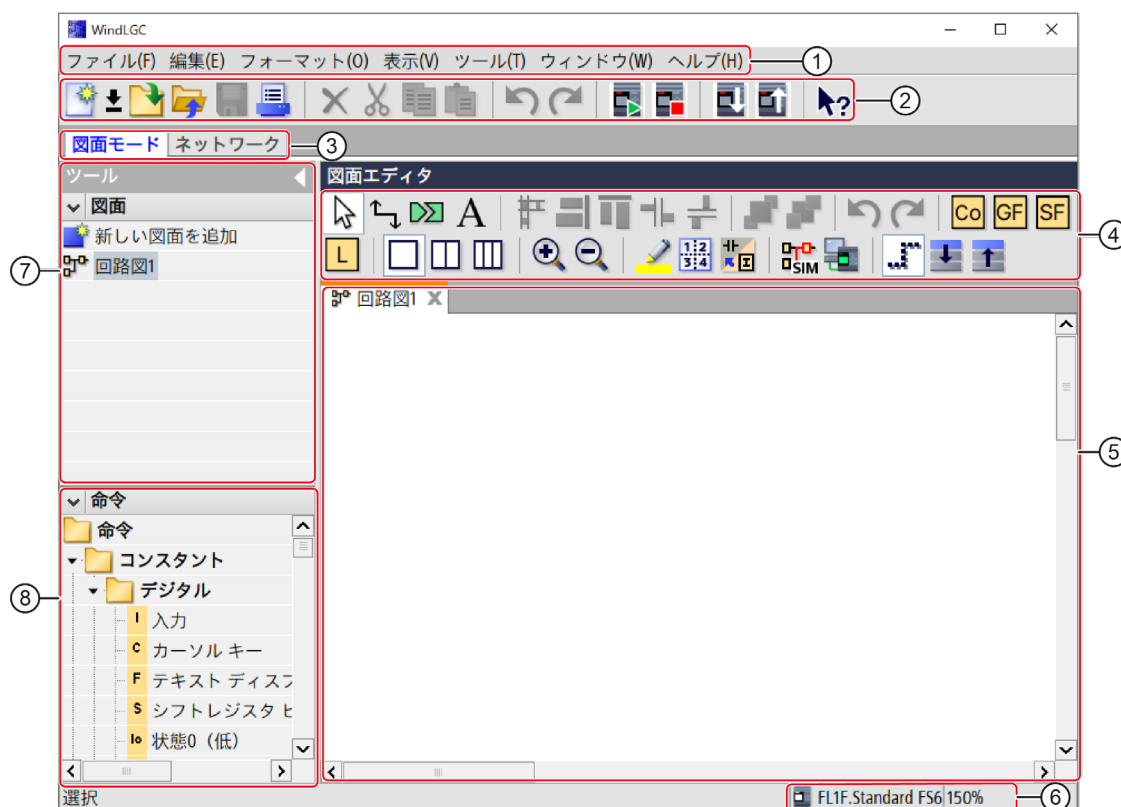 WindLGC
ファイル(F) 編集(E) フォーマット(O) 表示(V) ツール(T) ウィンドウ(W) ヘルプ(H)
1
?
2
図面モード ネットワーク
3
ツール
図面
新しい図面を追加
回路図1
7
図面エディタ
A Co GF SF
L 1 2 3 4 SIM
4
回路図1
5
命令
命令
コンスタント
デジタル
I 入力
C カーソル キー
F テキスト ディスプ
S シフトレジスタ ビ
lo 状態0（低）
8
選択
FL1F.Standard FS6 150%
6